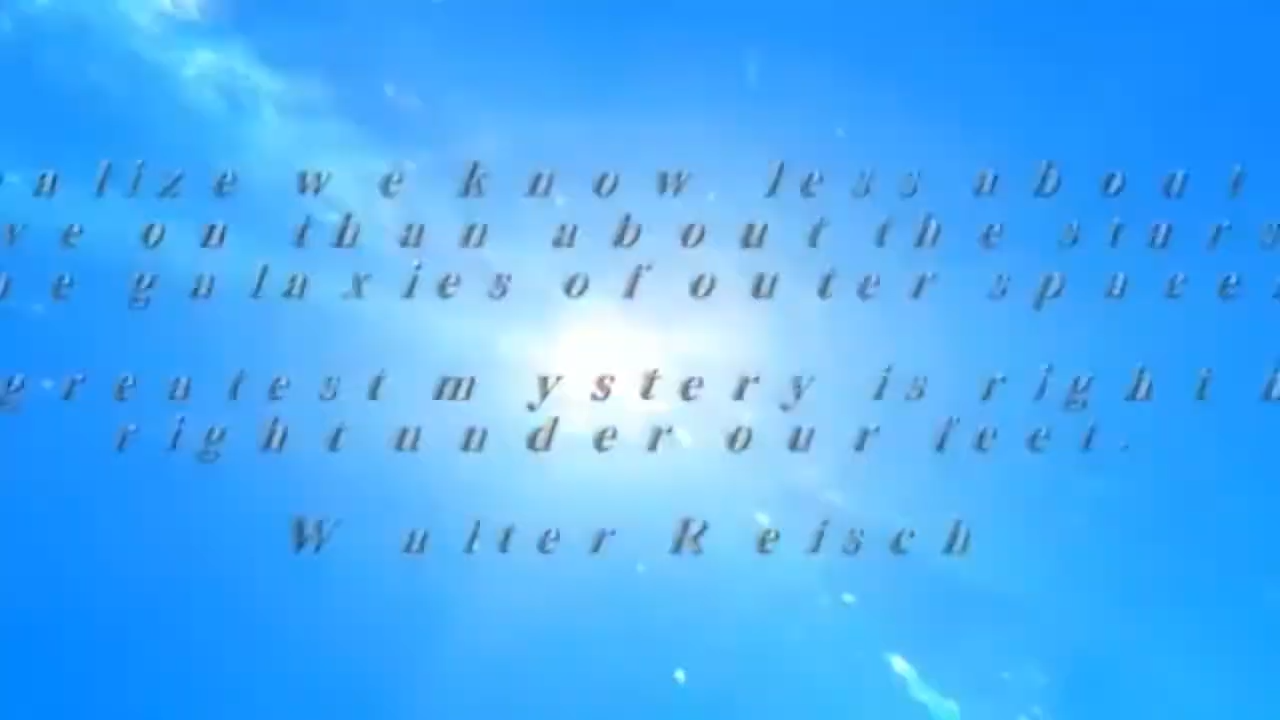 alize we know less about
ve on than about the stars
he galaxies of outer space
greatest mystery is right
right under our feet.
Walter Reisch